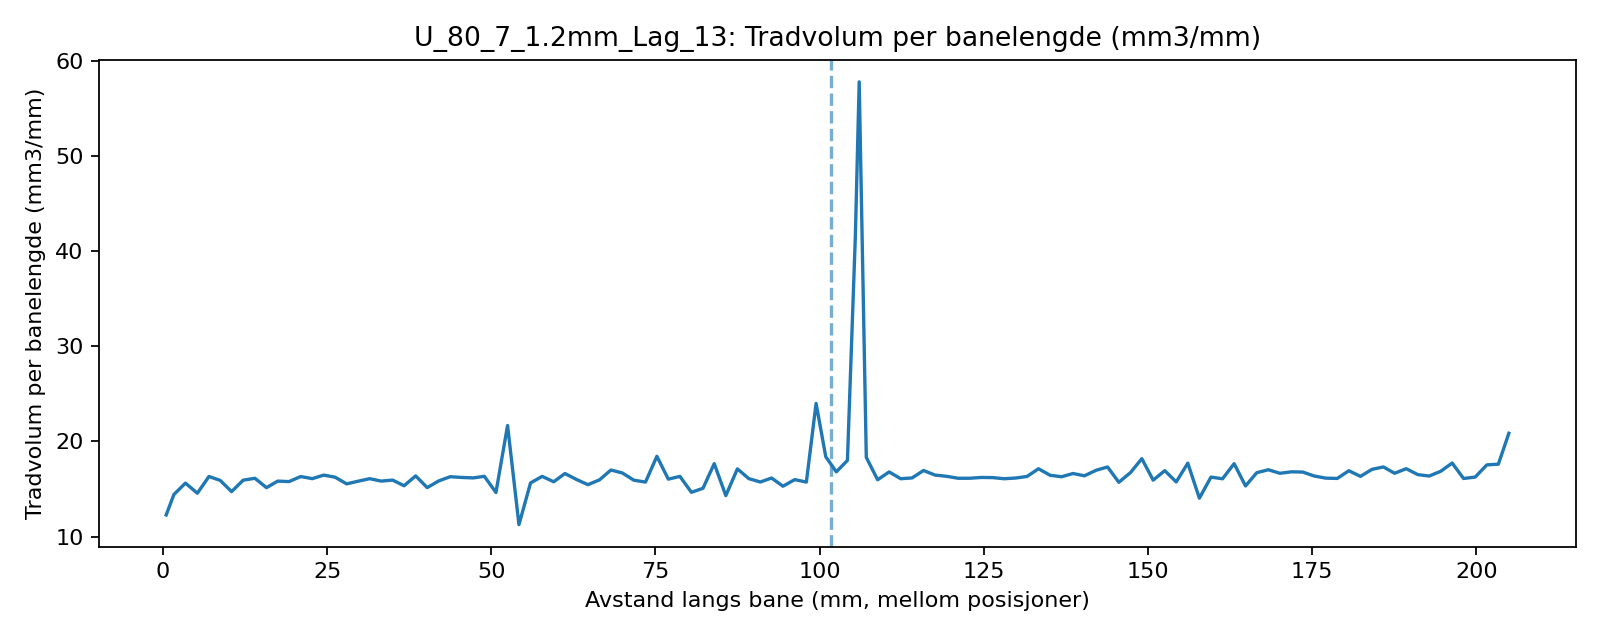 U_80_7_1.2mm_Lag_13: Tradvolum per banelengde (mm3/mm)
Tradvolum per banelengde (mm3/mm)
60
50
40
30
20
10
0 25 50 75 100 125 150 175 200
Avstand langs bane (mm, mellom posisjoner)